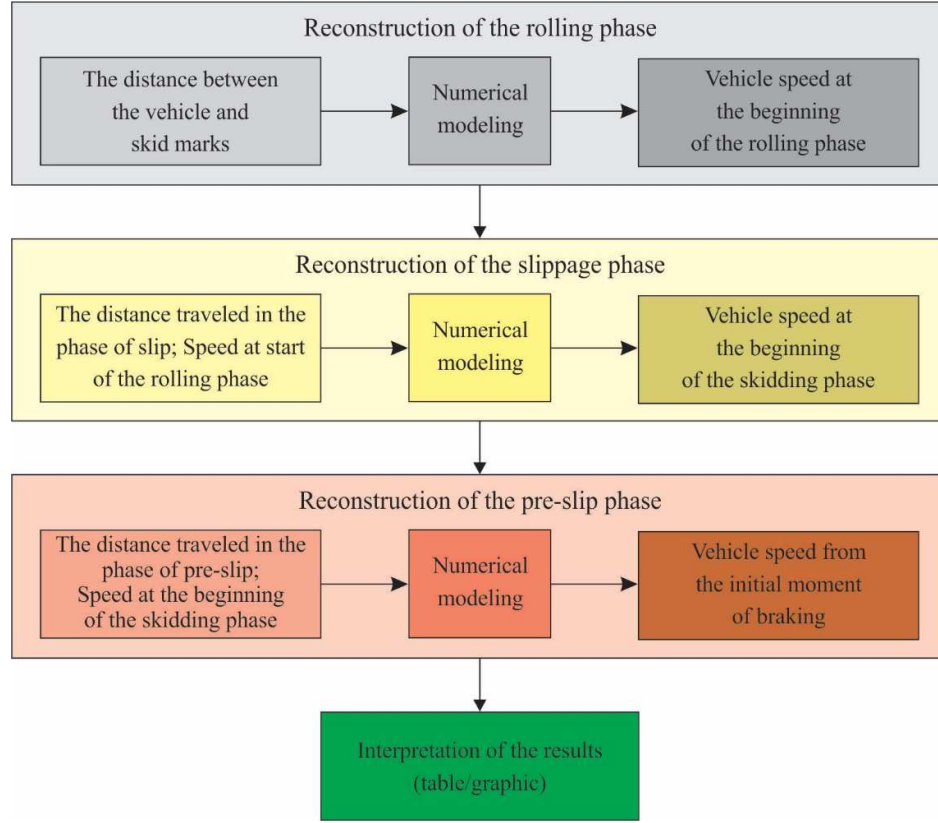 Reconstruction of the rolling phase
The distance between
the vehicle and
skid marks
Numerical
modeling
Vehicle speed at
the beginning
of the rolling phase
Reconstruction of the slippage phase
The distance traveled in the
phase of slip; Speed at start
of the rolling phase
Numerical
modeling
Vehicle speed at
the beginning
of the skidding phase
Reconstruction of the pre-slip phase
The distance traveled in the
phase of pre-slip;
Speed at the beginning
of the skidding phase
Numerical
modeling
Vehicle speed from
the initial moment
of braking
Interpretation of the results
(table/graphic)